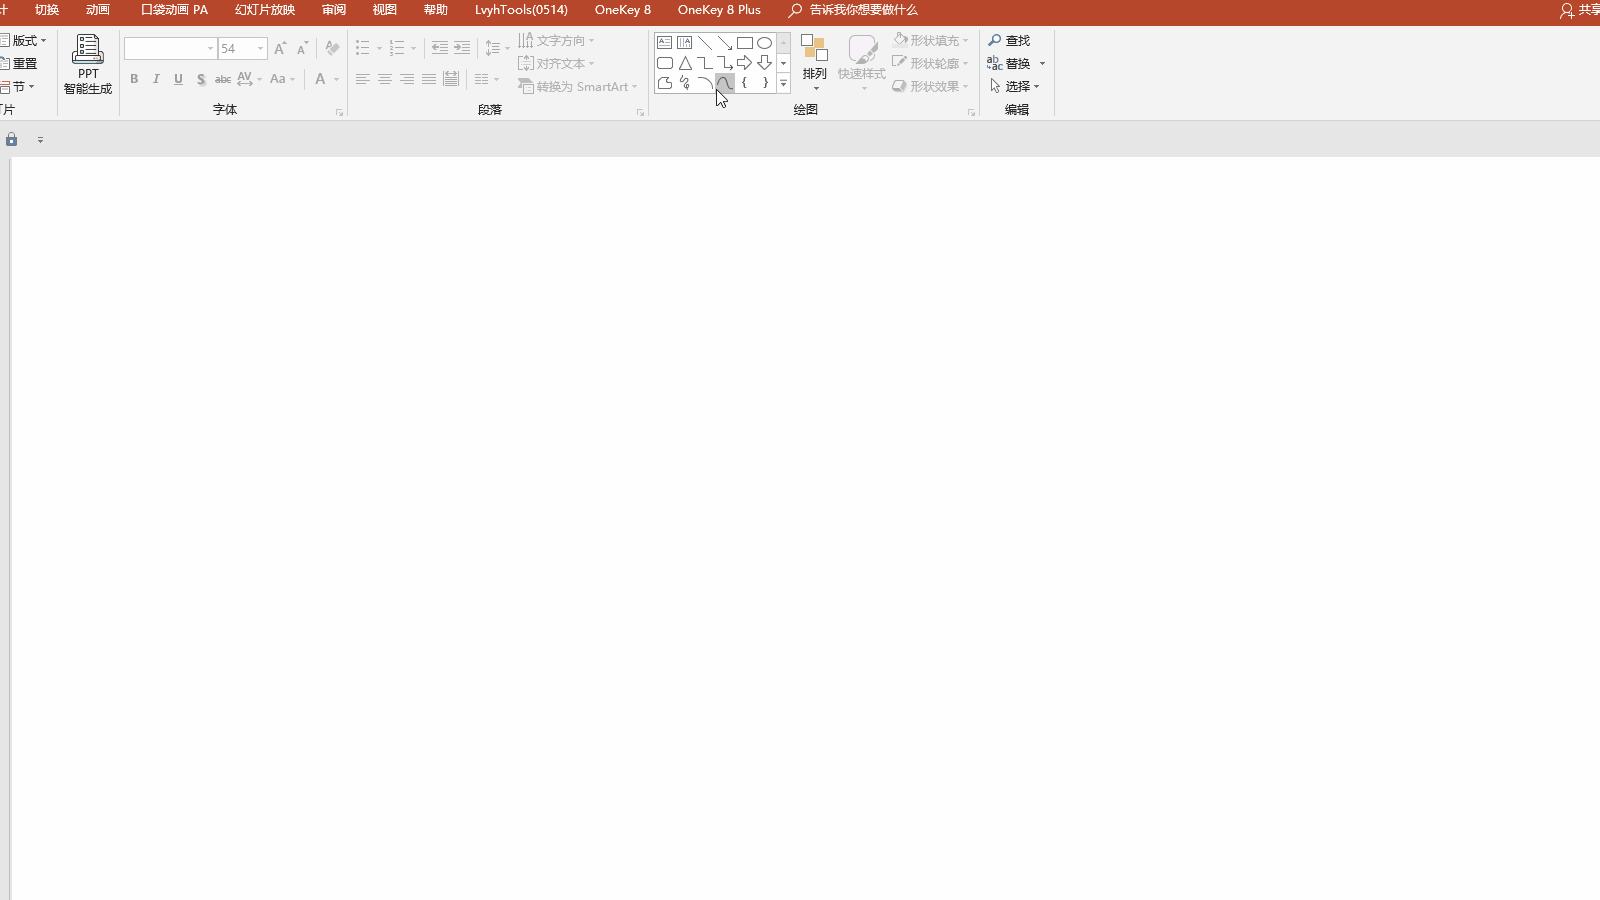 计 切换 动画 口袋动画 PA 幻灯片放映 审阅 视图 帮助 LvyhTools(0514) OneKey 8 OneKey 8 Plus 告诉我你想要做什么 共享
版式
重置
节
片
PPT
智能生成
54
B I U S abc AV Aa A
字体
文字方向
对齐文本
转换为 SmartArt
段落
排列
快速样式
形状填充
形状轮廓
形状效果
绘图
查找
替换
选择
编辑